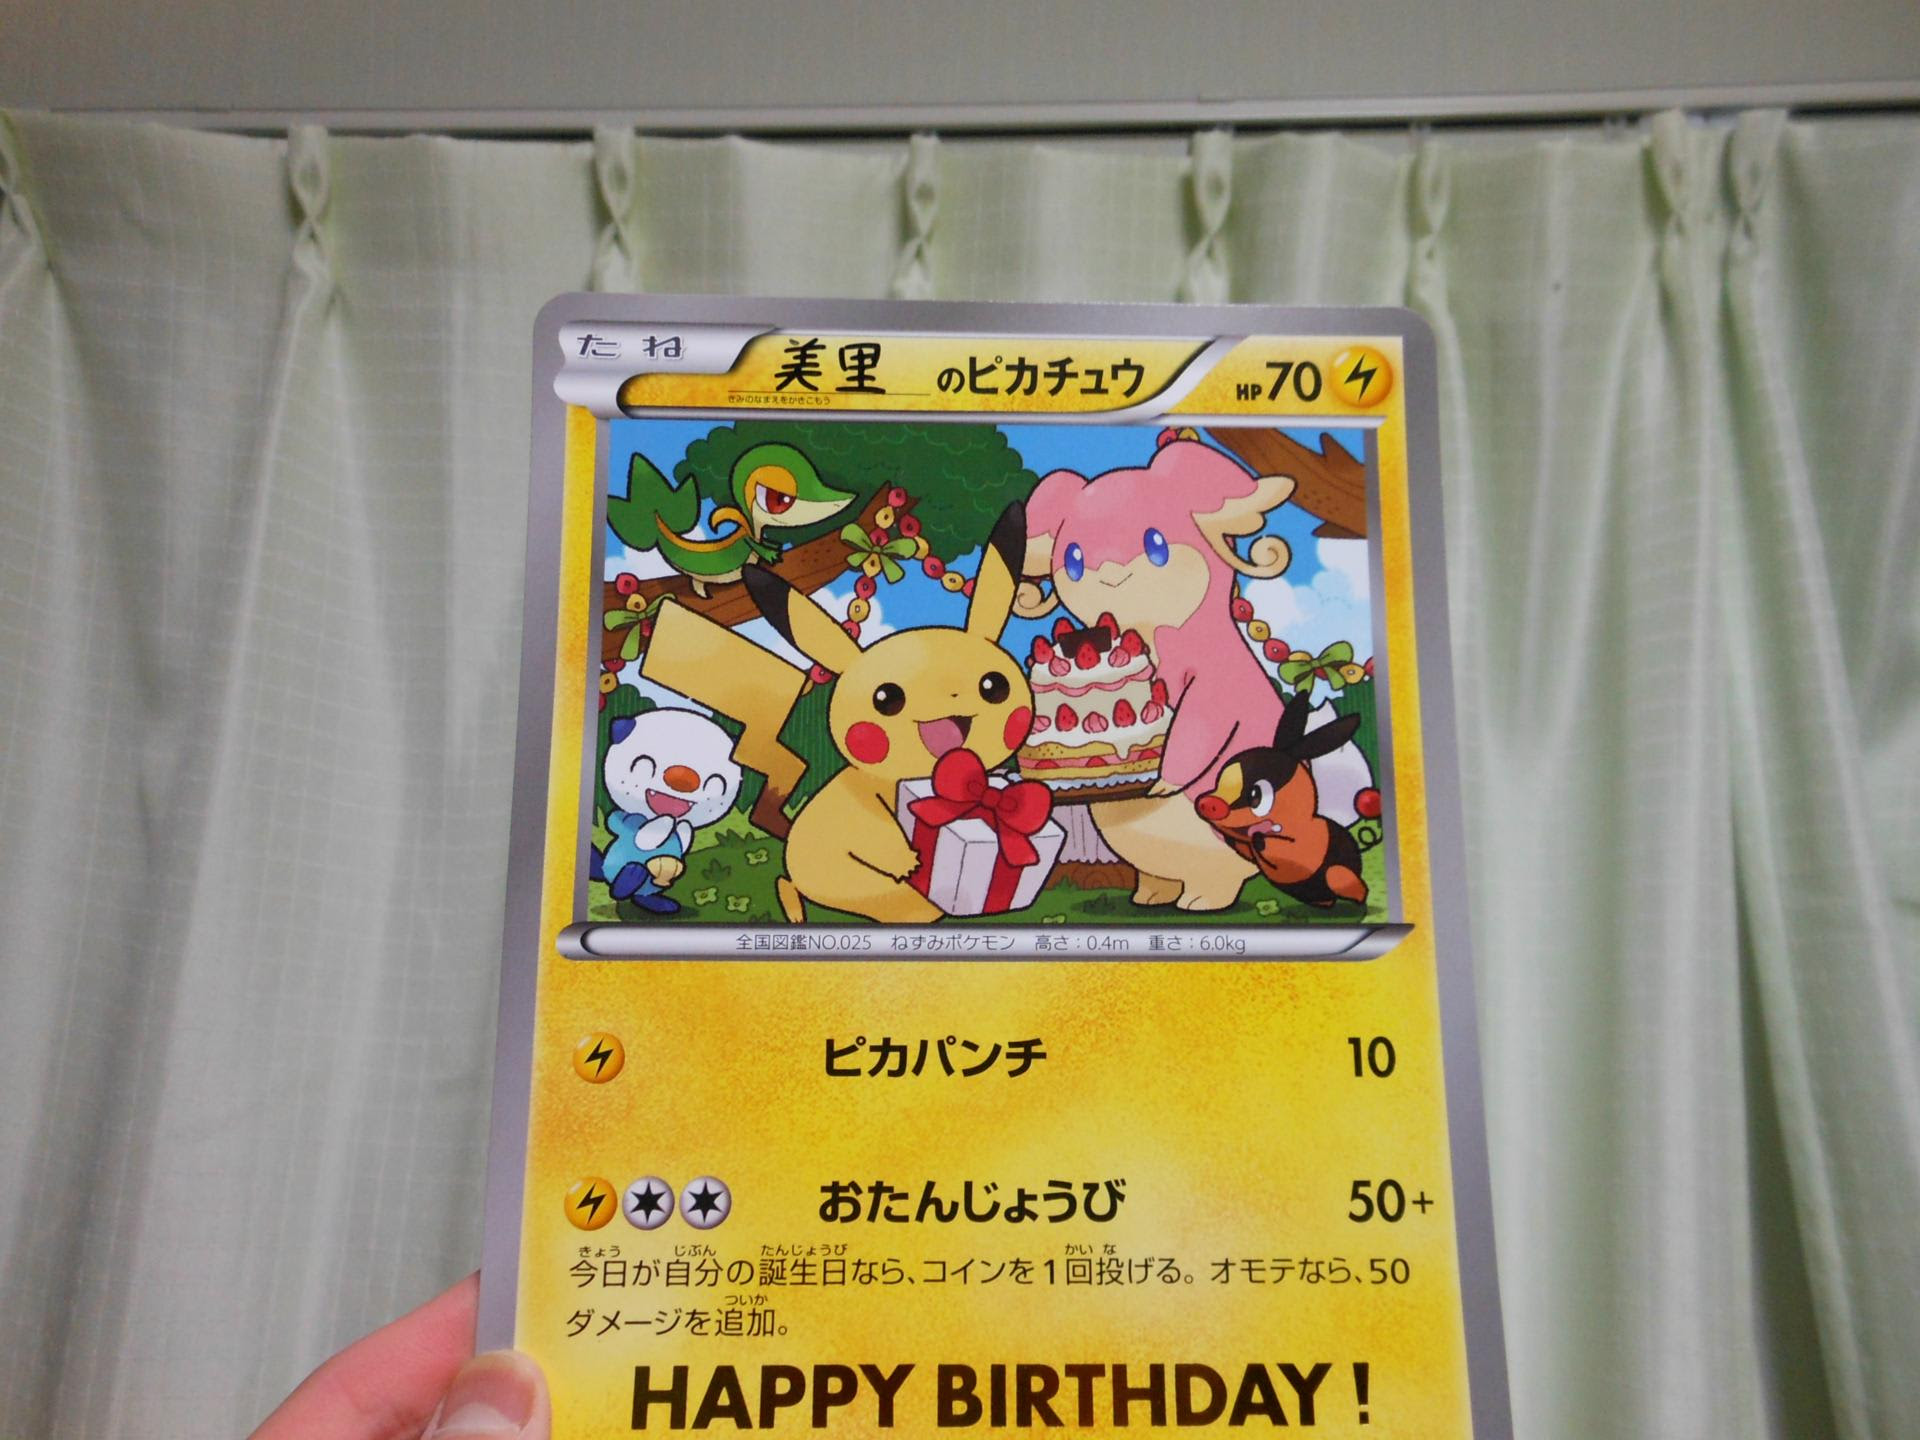 たね 美里 のピカチュウ HP70
きみのなまえをかきこもう
全国図鑑NO.025 ねずみポケモン 高さ:0.4m 重さ:6.0kg
ピカパンチ 10
おたんじょうび 50+
きょう じぶん たんじょうび かい な
今日が自分の誕生日なら、コインを1回投げる。オモテなら、50
ついか
ダメージを追加。
HAPPY BIRTHDAY !